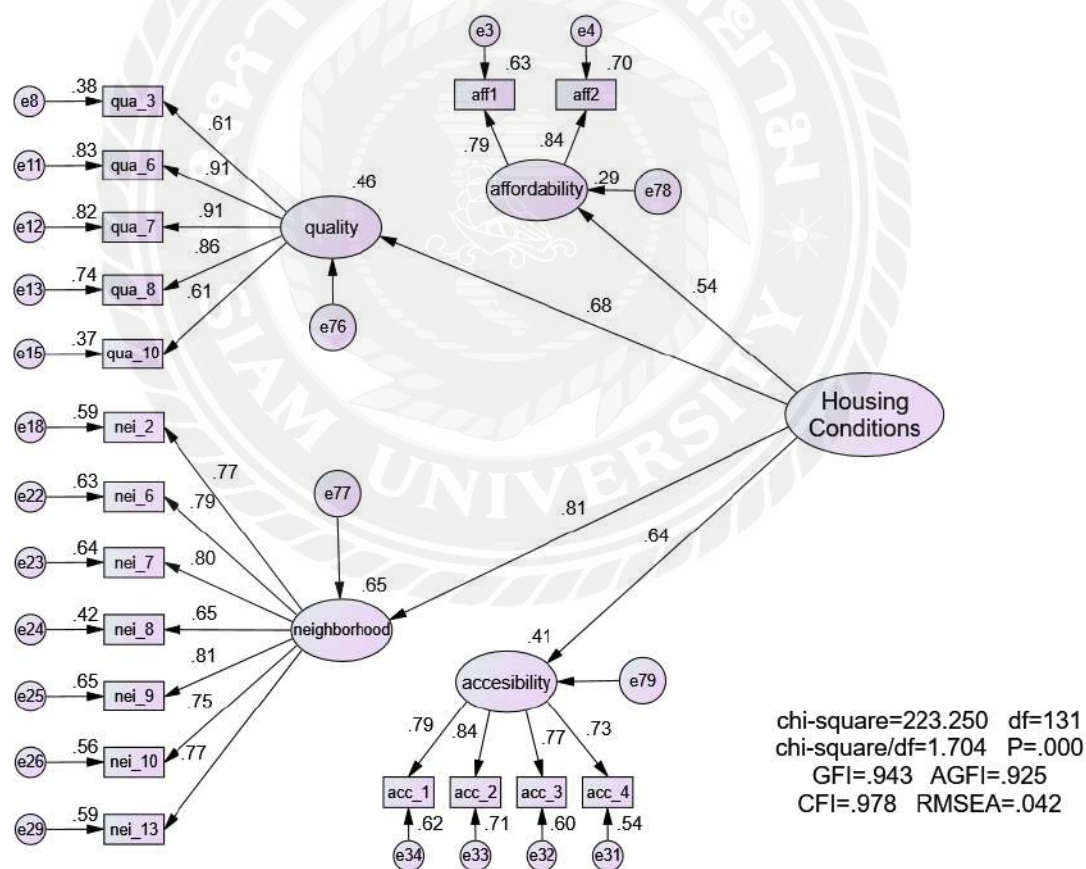 e3
e4
.63
.70
aff1
aff2
.79
.84
affordability
.29
e78
e8
.38
qua_3
.61
e11
.83
qua_6
.91
.46
e12
.82
qua_7
.91
quality
e13
.74
qua_8
.86
e15
.37
qua_10
.61
e76
.54
.68
Housing
Conditions
e18
.59
nei_2
.77
e22
.63
nei_6
.79
e77
e23
.64
nei_7
.80
.81
.64
.65
e24
.42
nei_8
.65
neighborhood
e25
.65
nei_9
.81
e26
.56
nei_10
.75
e29
.59
nei_13
.77
.41
accesibility
e79
.79
.84
.77
.73
acc_1
acc_2
acc_3
acc_4
.62
.71
.60
.54
e34
e33
e32
e31
chi-square=223.250 df=131
chi-square/df=1.704 P=.000
GFI=.943 AGFI=.925
CFI=.978 RMSEA=.042
SIAM UNIVERSITY